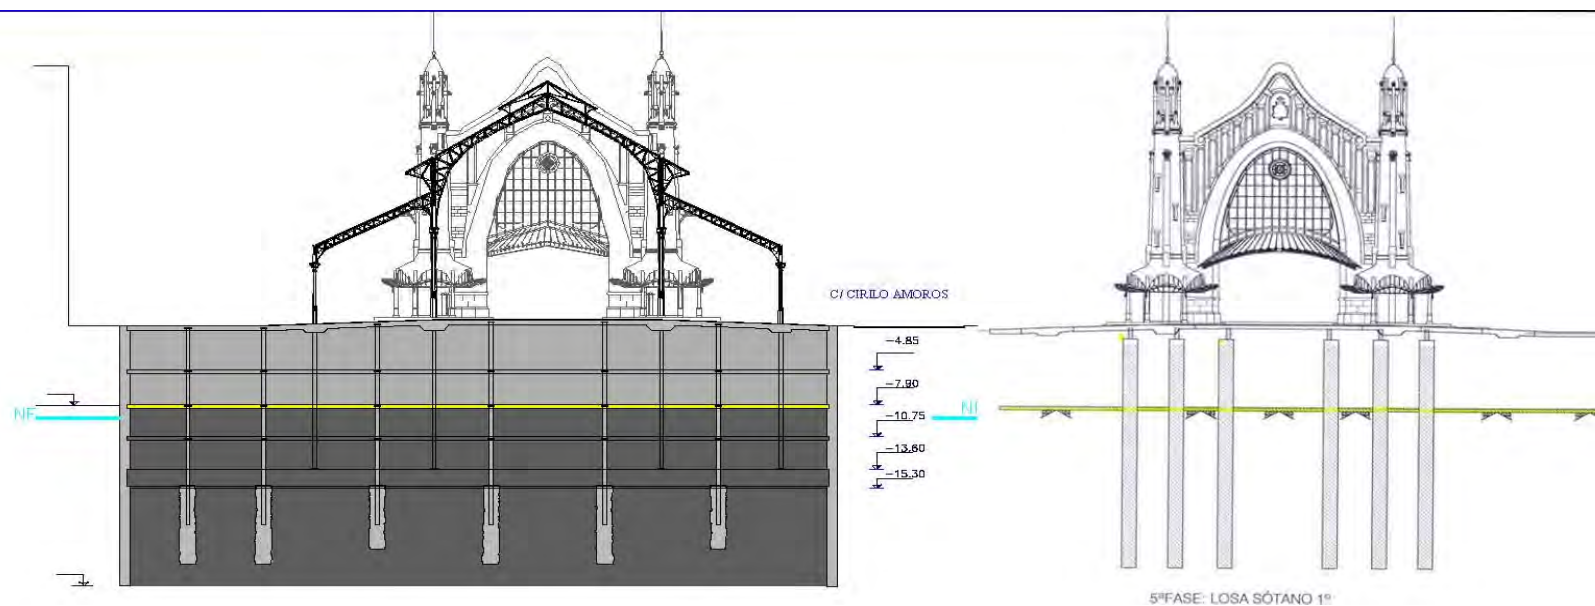 C/ CIRILO AMOROS
-4.85
-7.90
NF
NF
-10.75
-13.60
-15.30
5ªFASE: LOSA SÓTANO 1º